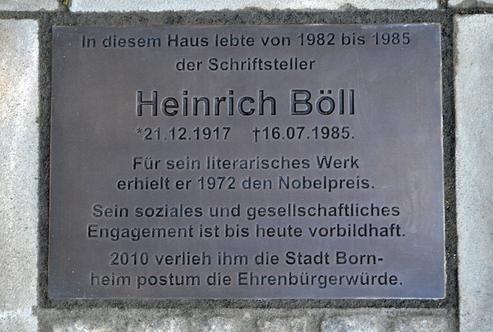 In diesem Haus lebte von 1982 bis 1985
der Schriftsteller
Heinrich Böll
*21.12.1917 †16.07.1985.
Für sein literarisches Werk
erhielt er 1972 den Nobelpreis.
Sein soziales und gesellschaftliches
Engagement ist bis heute vorbildhaft.
2010 verlieh ihm die Stadt Born-
heim postum die Ehrenbürgerwürde.